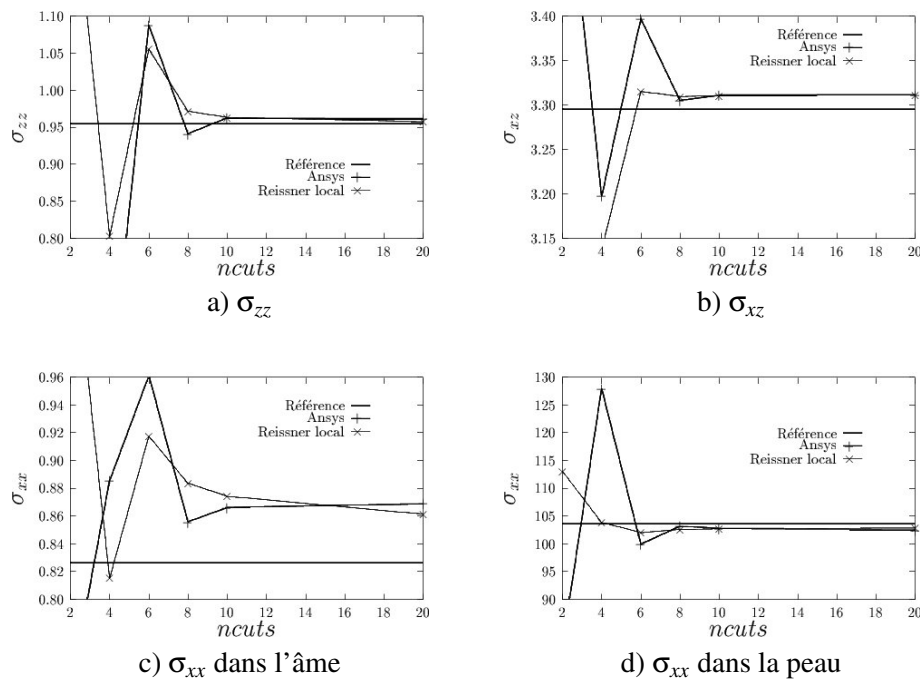 1.10
1.05
1.00
0.95
0.90
0.85
0.80
σzz
Référence
Ansys
Reissner local
2 4 6 8 10 12 14 16 18 20
ncuts
a) σzz
3.40
3.35
3.30
3.25
3.20
3.15
σxz
Référence
Ansys
Reissner local
2 4 6 8 10 12 14 16 18 20
ncuts
b) σxz
0.96
0.94
0.92
0.90
0.88
0.86
0.84
0.82
0.80
σxx
Référence
Ansys
Reissner local
2 4 6 8 10 12 14 16 18 20
ncuts
c) σxx dans l'âme
130
125
120
115
110
105
100
95
90
σxx
Référence
Ansys
Reissner local
2 4 6 8 10 12 14 16 18 20
ncuts
d) σxx dans la peau